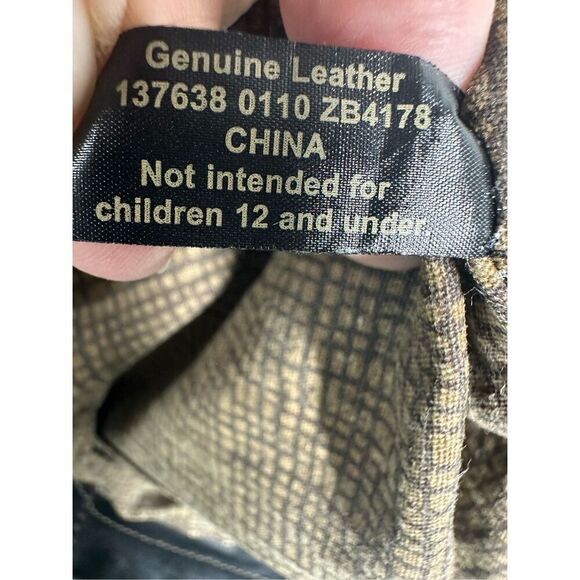 Genuine Leather
137638 0110 ZB4178
CHINA
Not intended for
children 12 and under.